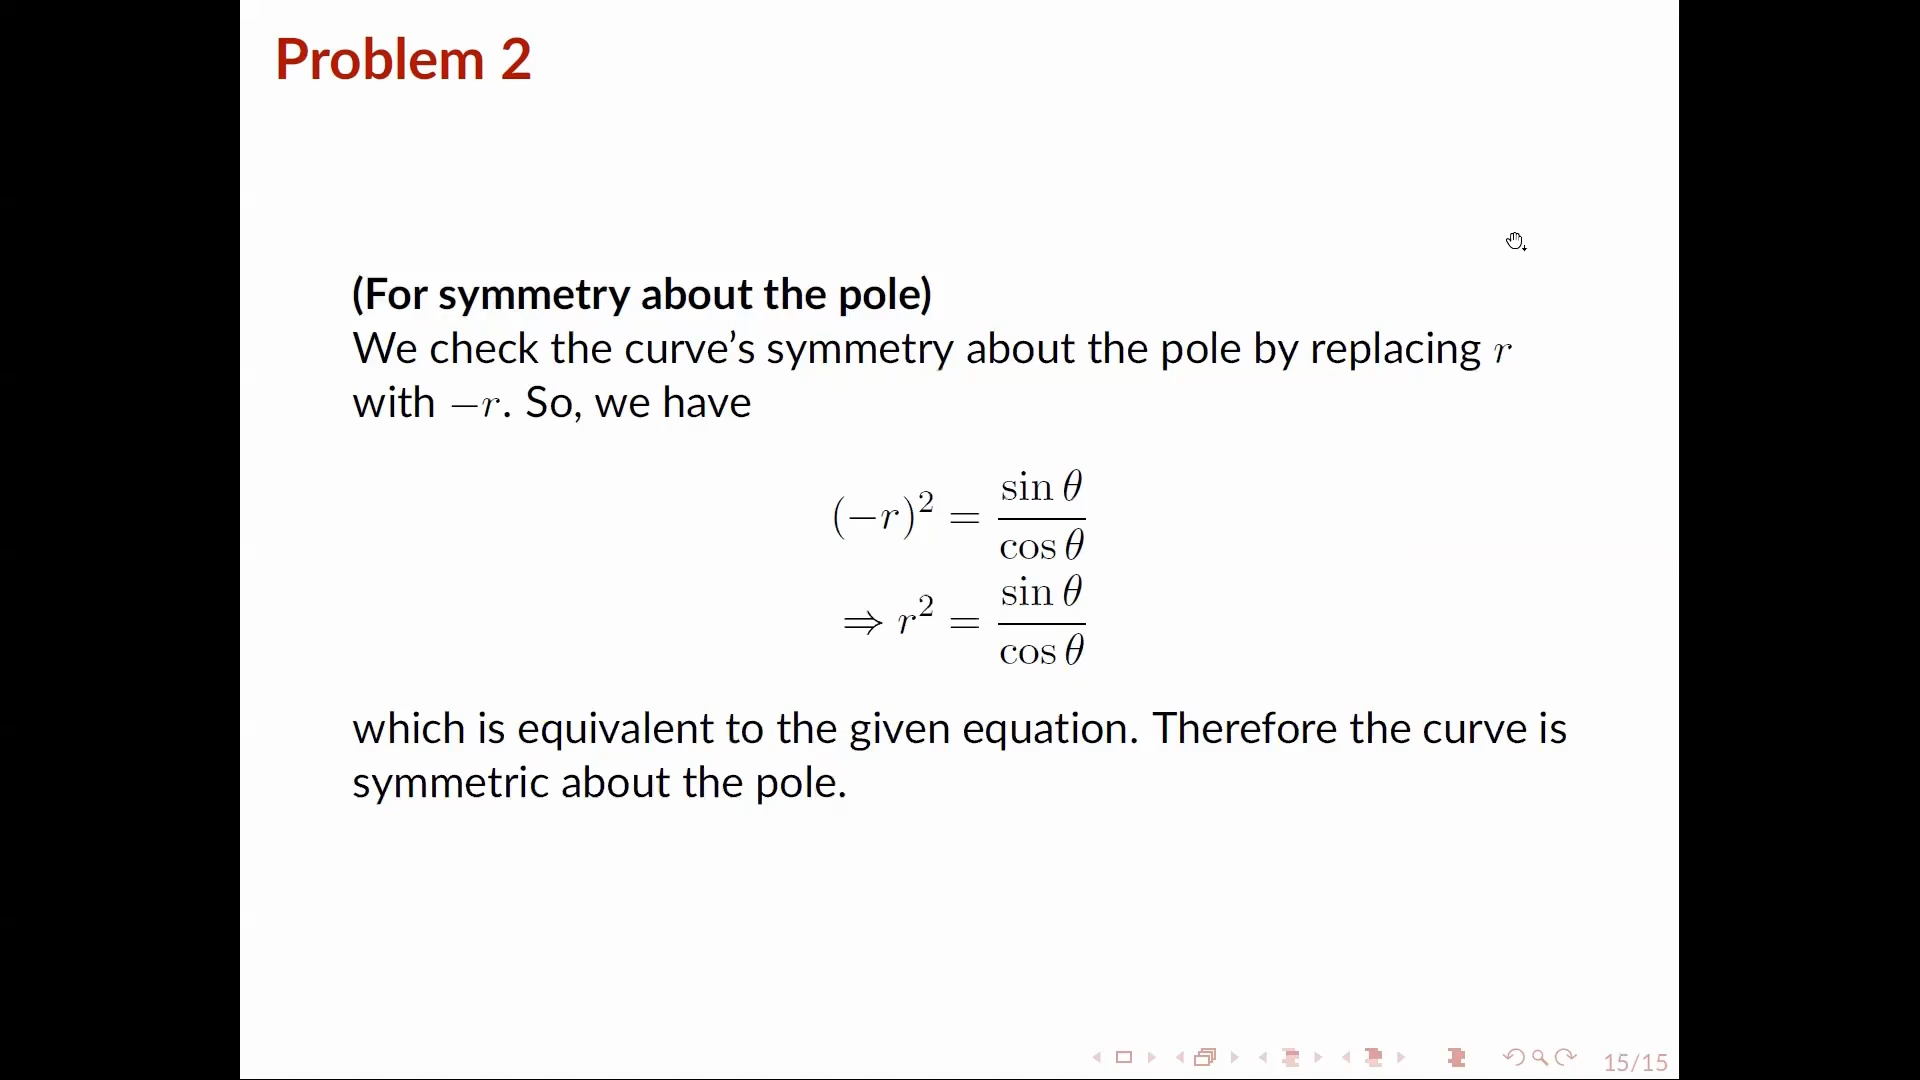 Problem 2
(For symmetry about the pole)
We check the curve’s symmetry about the pole by replacing r
with −r. So, we have
(−r)² = sin θ / cos θ
⇒ r² = sin θ / cos θ
which is equivalent to the given equation. Therefore the curve is
symmetric about the pole.
15/15